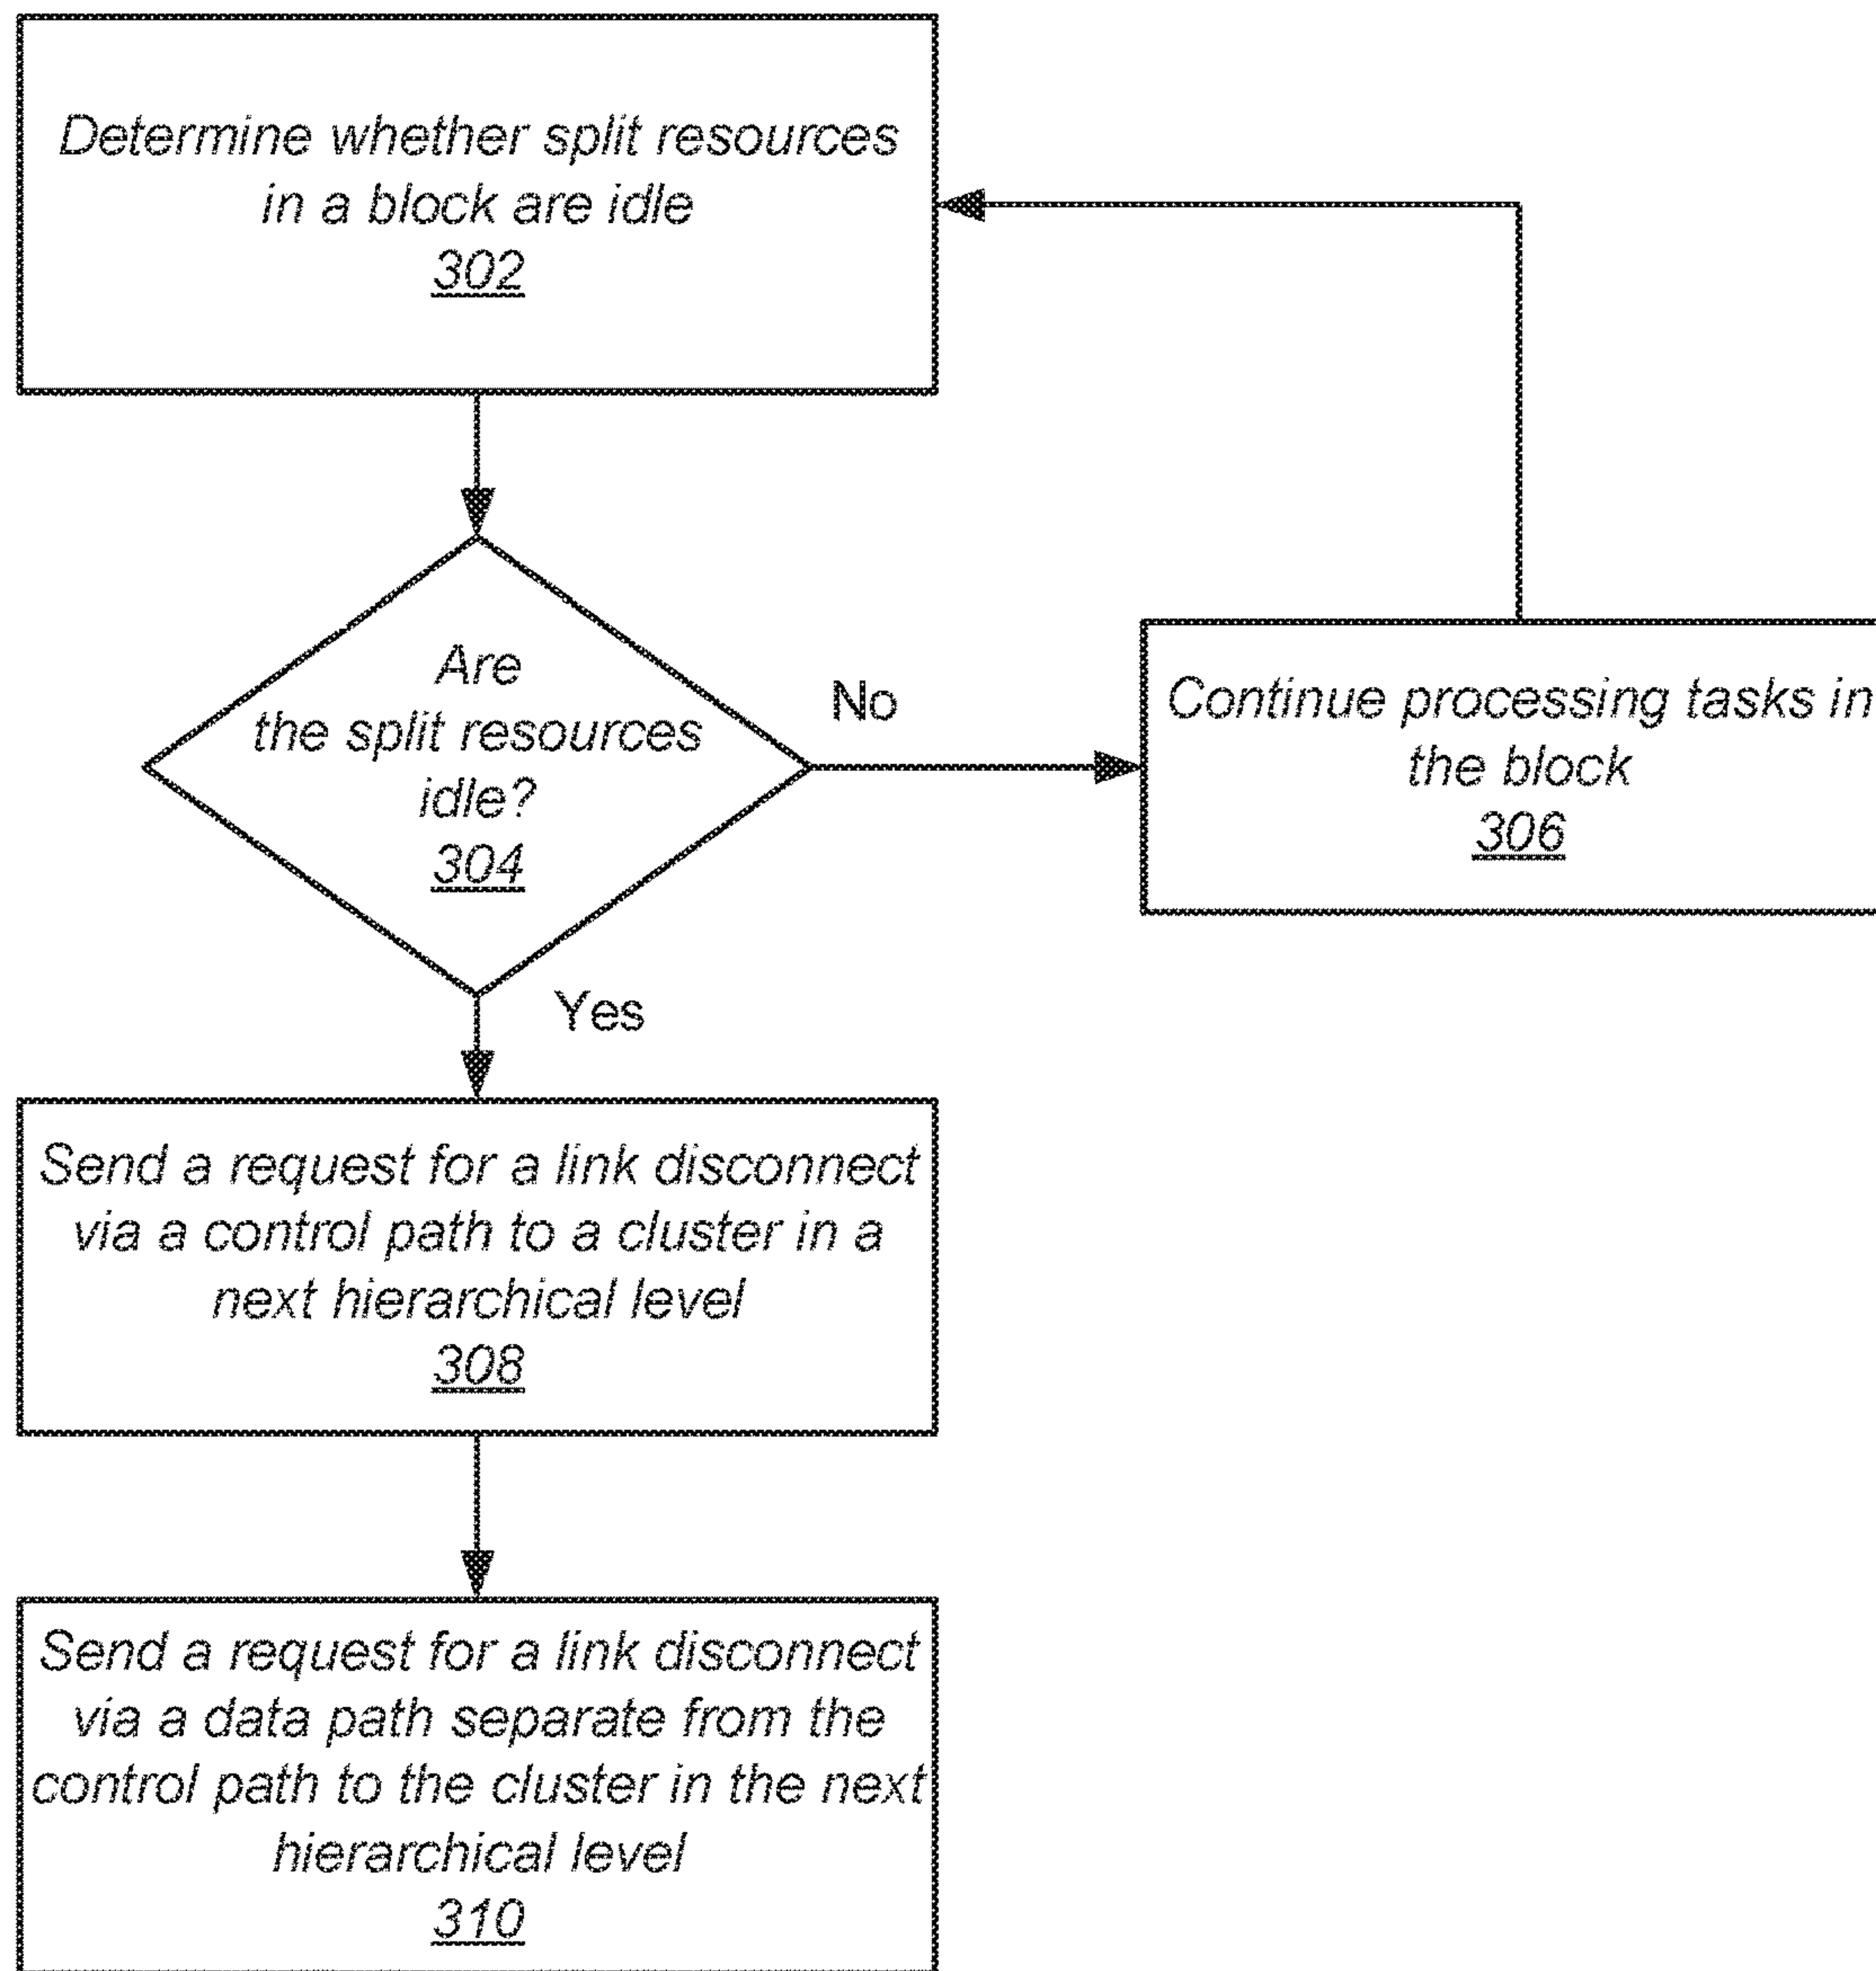 Determine whether split resources
in a block are idle
302
Are
the split resources
idle?
304
No
Continue processing tasks in
the block
306
Yes
Send a request for a link disconnect
via a control path to a cluster in a
next hierarchical level
308
Send a request for a link disconnect
via a data path separate from the
control path to the cluster in the next
hierarchical level
310